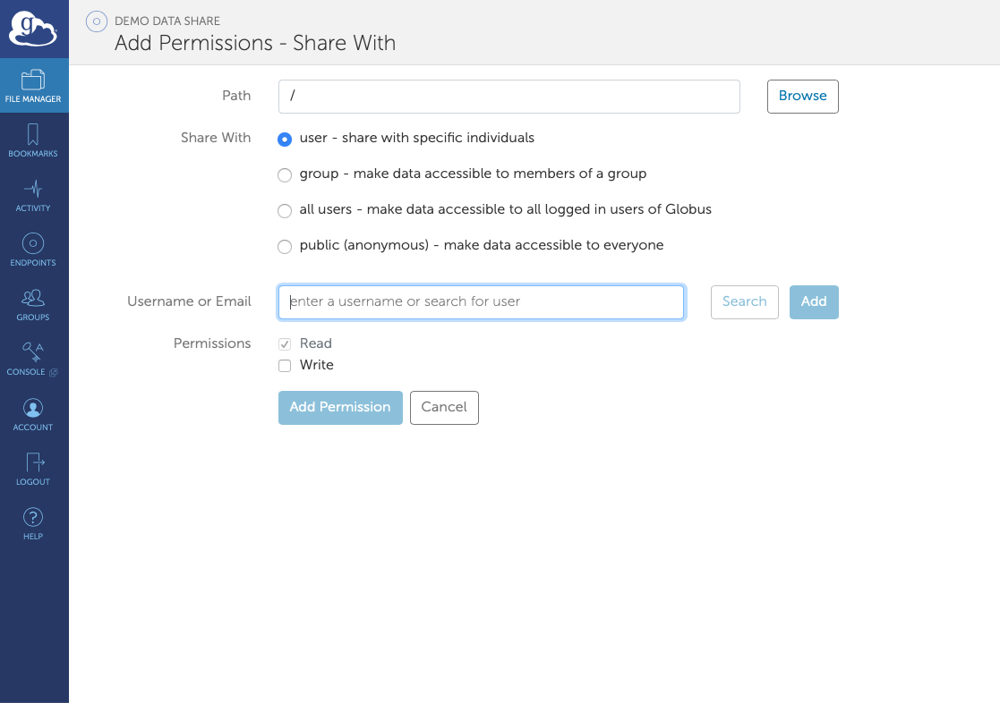 g
DEMO DATA SHARE
Add Permissions - Share With
FILE MANAGER
BOOKMARKS
ACTIVITY
ENDPOINTS
GROUPS
CONSOLE
ACCOUNT
LOGOUT
?
HELP
Path
/
Browse
Share With
user - share with specific individuals
group - make data accessible to members of a group
all users - make data accessible to all logged in users of Globus
public (anonymous) - make data accessible to everyone
Username or Email
enter a username or search for user
Search
Add
Permissions
Read
Write
Add Permission
Cancel